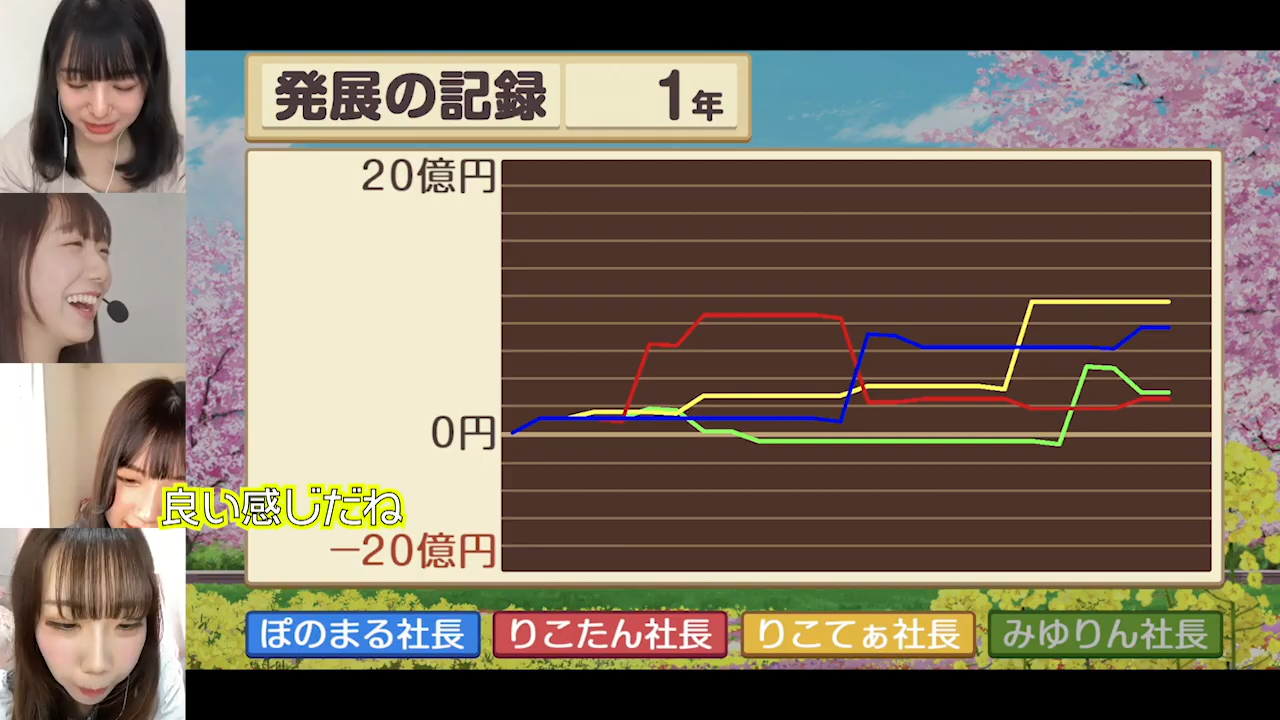 発展の記録
1年
20億円
0円
良い感じだね
−20億円
ぽのまる社長
りこたん社長
りこてぁ社長
みゆりん社長